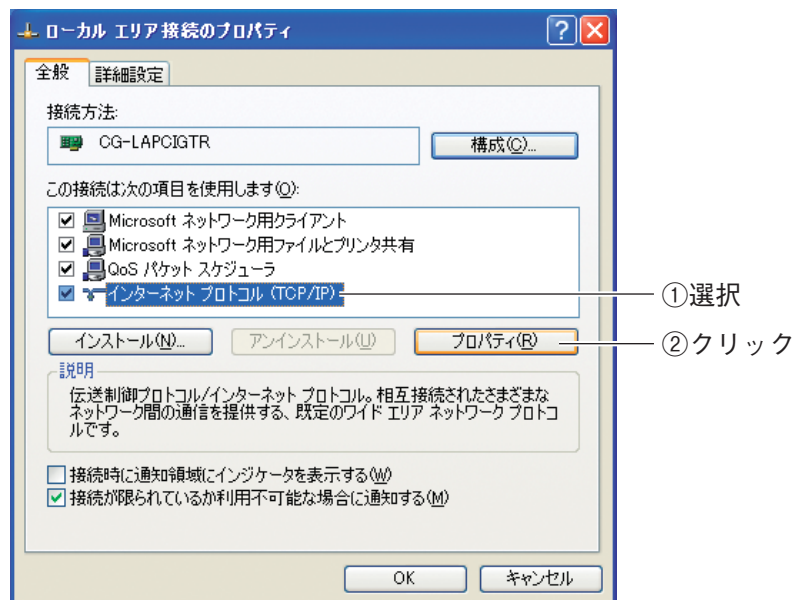 ローカル エリア接続のプロパティ
全般
詳細設定
接続方法:
CG-LAPCIGTR
構成(C)...
この接続は次の項目を使用します(O):
Microsoft ネットワーク用クライアント
Microsoft ネットワーク用ファイルとプリンタ共有
QoS パケット スケジューラ
インターネット プロトコル (TCP/IP)
①選択
インストール(N)...
アンインストール(U)
プロパティ(R)
②クリック
説明
伝送制御プロトコル/インターネット プロトコル。相互接続されたさまざまな
ネットワーク間の通信を提供する、既定のワイド エリア ネットワーク プロトコ
ルです。
接続時に通知領域にインジケータを表示する(W)
接続が限られているか利用不可能な場合に通知する(M)
OK
キャンセル